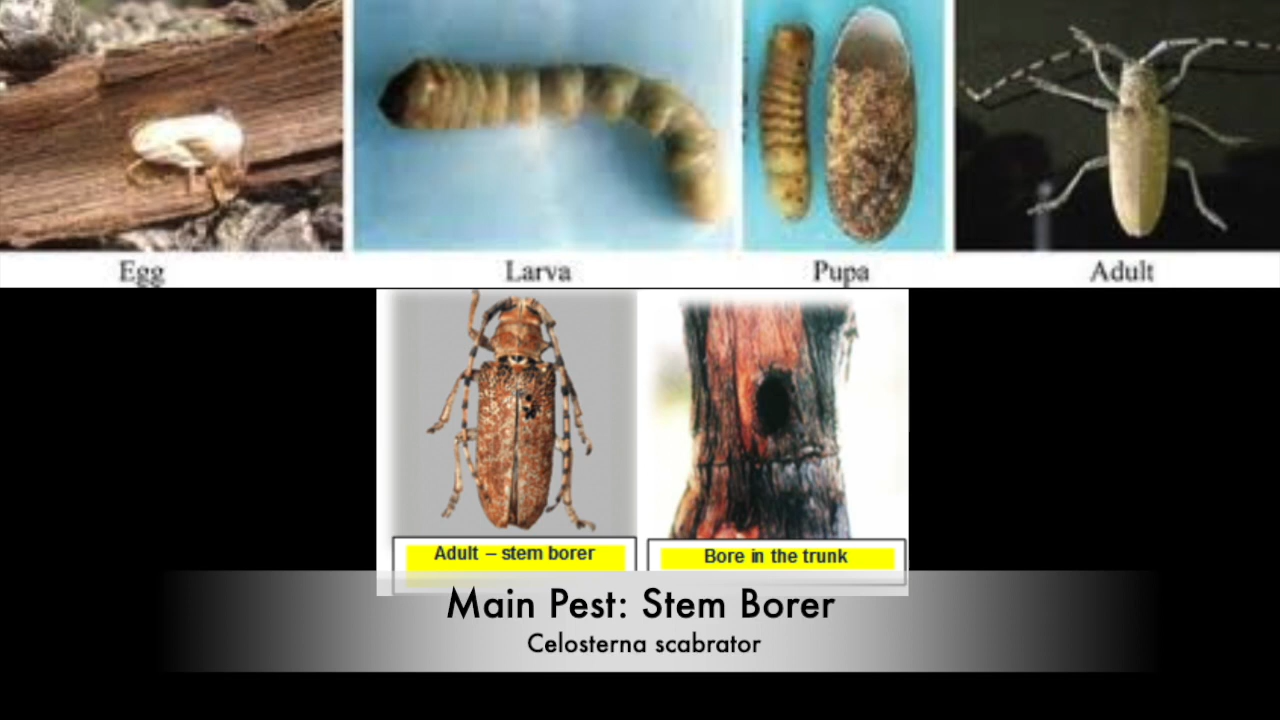 Egg
Larva
Pupa
Adult
Adult – stem borer
Bore in the trunk
Main Pest: Stem Borer
Celosterna scabrator